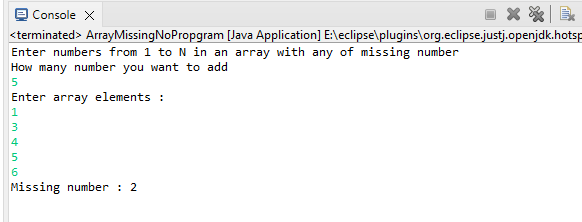 Console
<terminated> ArrayMissingNoPropgram [Java Application] E:\eclipse\plugins\org.eclipse.justj.openjdk.hotsp
Enter numbers from 1 to N in an array with any of missing number
How many number you want to add
5
Enter array elements :
1
3
4
5
6
Missing number : 2